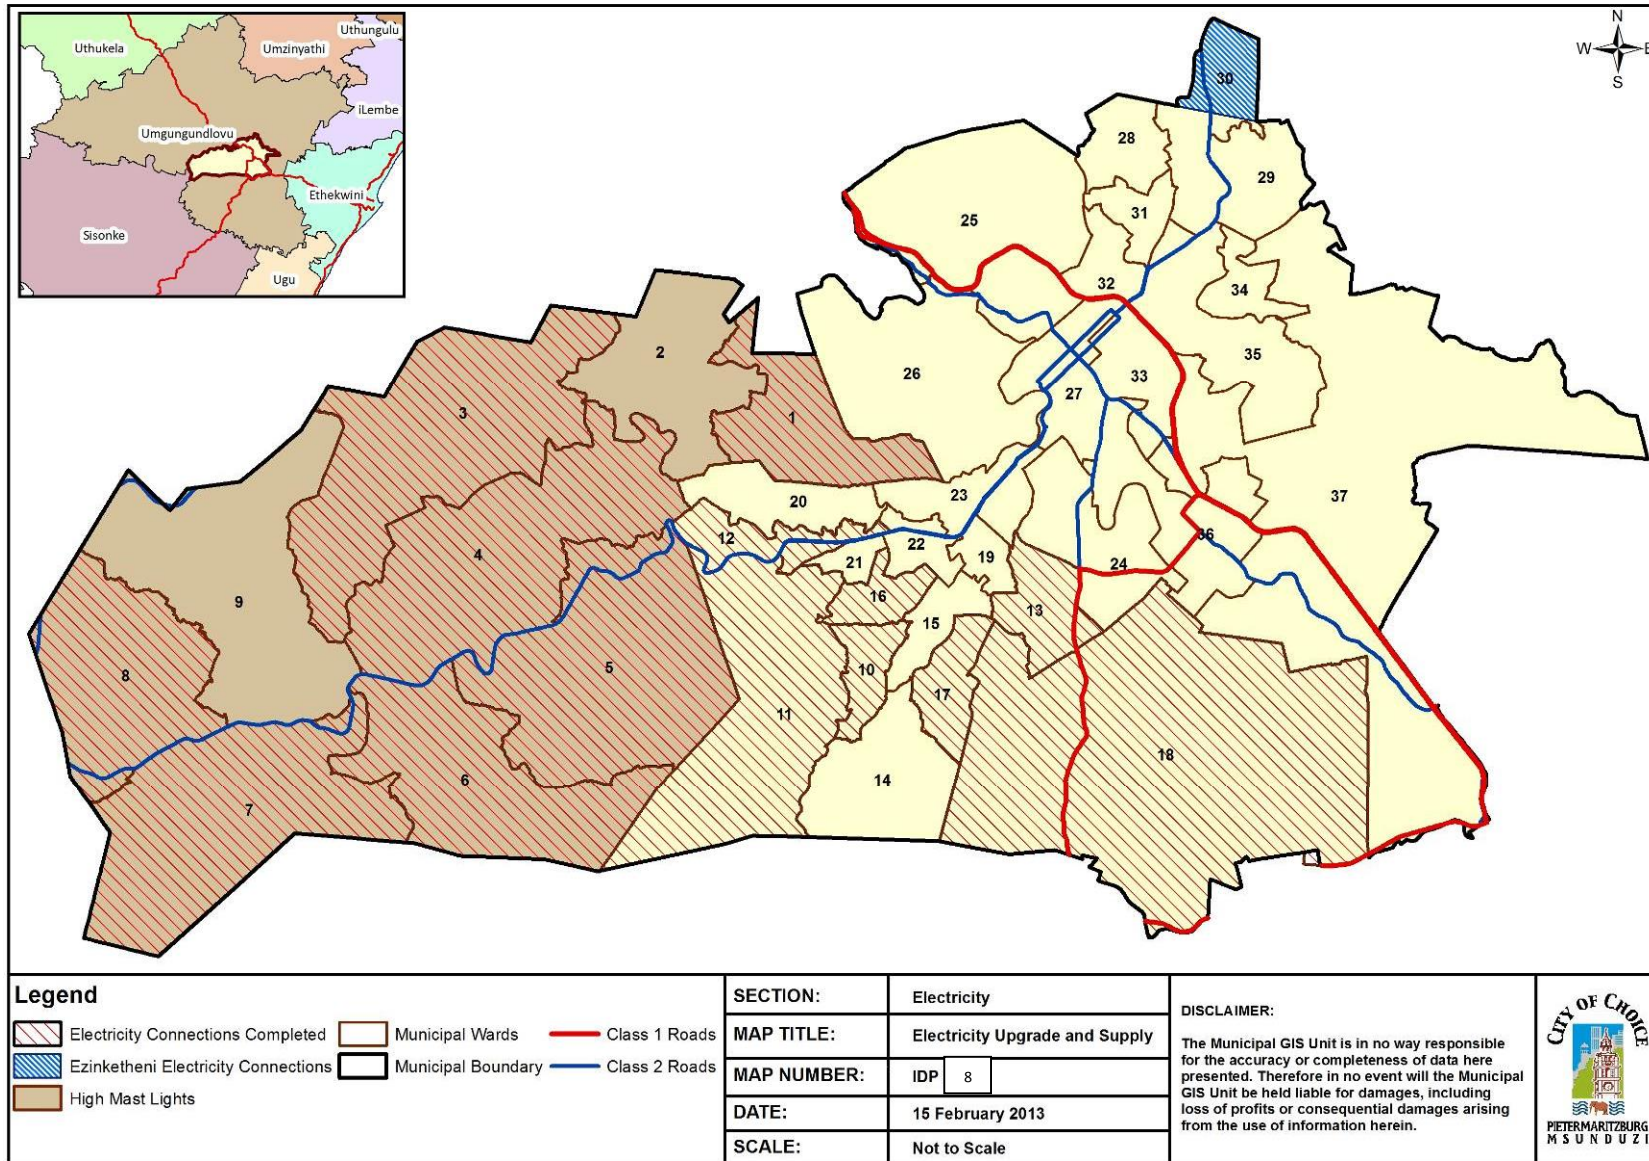 Uthukela
Umzinyathi
Uthungulu
iLembe
Umgungundlovu
Ethekwini
Sisonke
Ugu
N
W E
S
30
28
29
25
31
32
34
2
35
26
33
27
3
1
37
20
23
12
22
36
4
21
19
24
9
16
13
15
8
5
10
17
11
18
6
14
7
Legend
Electricity Connections Completed
Ezinketheni Electricity Connections
High Mast Lights
Municipal Wards
Municipal Boundary
Class 1 Roads
Class 2 Roads
SECTION: Electricity
MAP TITLE: Electricity Upgrade and Supply
MAP NUMBER: IDP 8
DATE: 15 February 2013
SCALE: Not to Scale
DISCLAIMER:
The Municipal GIS Unit is in no way responsible
for the accuracy or completeness of data here
presented. Therefore in no event will the Municipal
GIS Unit be held liable for damages, including
loss of profits or consequential damages arising
from the use of information herein.
CITY OF CHOICE
PIETERMARITZBURG
MSUNDUZI